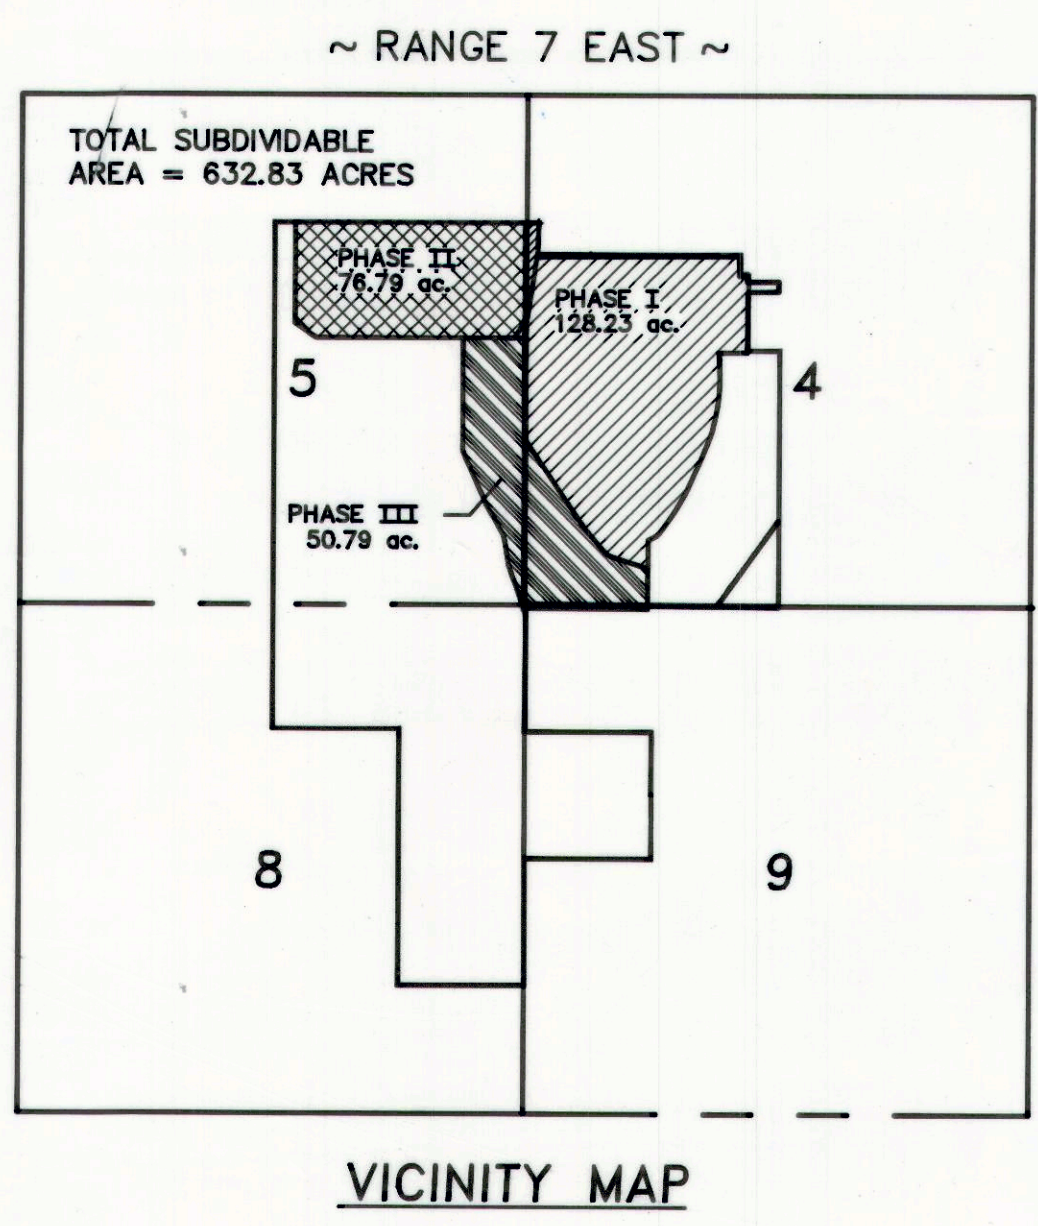 ~ RANGE 7 EAST ~
TOTAL SUBDIVIDABLE
AREA = 632.83 ACRES
PHASE II
76.79 ac.
PHASE I
128.23 ac.
5
4
PHASE III
50.79 ac.
8
9
VICINITY MAP